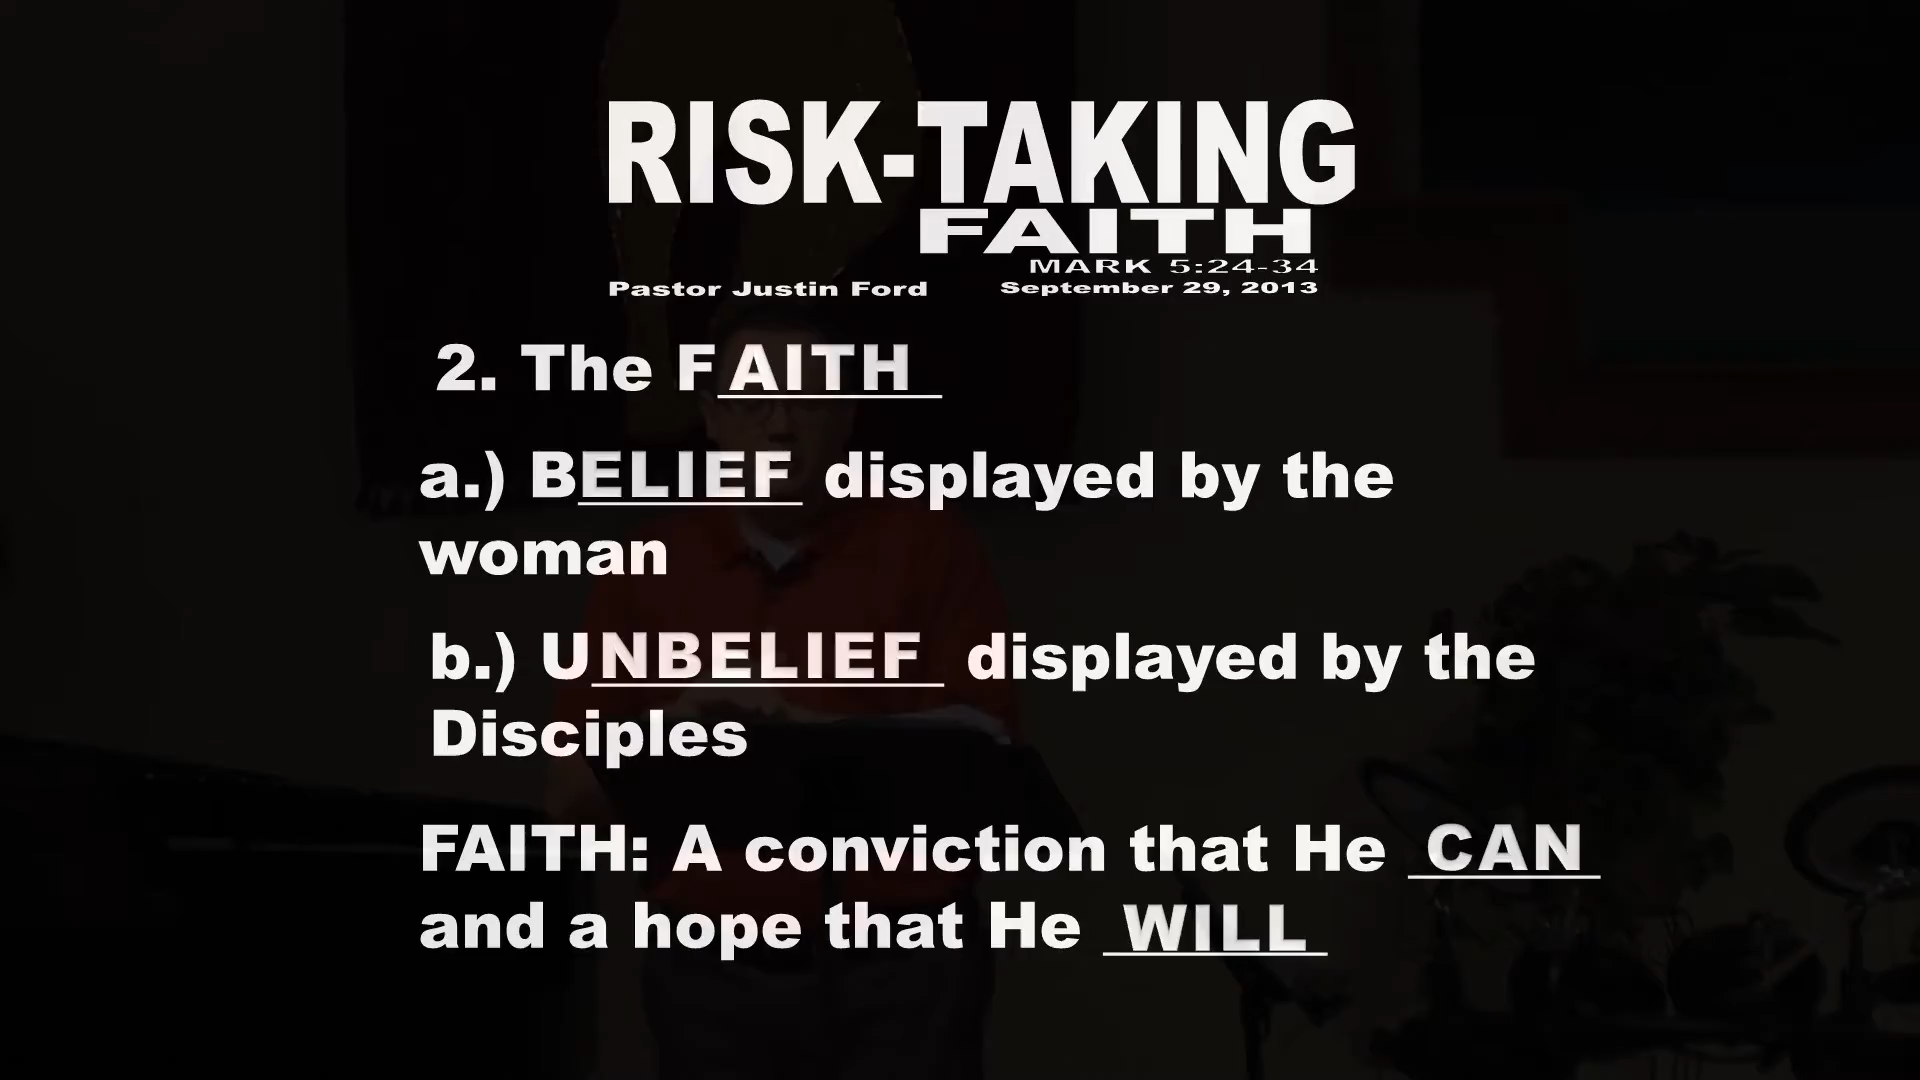 RISK-TAKING
FAITH
MARK 5:24-34
Pastor Justin Ford September 29, 2013
2. The FAITH
a.) BELIEF displayed by the
woman
b.) UNBELIEF displayed by the
Disciples
FAITH: A conviction that He CAN
and a hope that He WILL